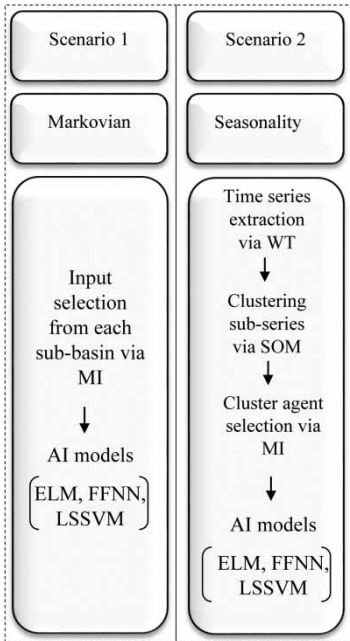 Scenario 1
Markovian
Input
selection
from each
sub-basin via
MI
AI models
ELM, FFNN,
LSSVM
Scenario 2
Seasonality
Time series
extraction
via WT
Clustering
sub-series
via SOM
Cluster agent
selection via
MI
AI models
ELM, FFNN,
LSSVM